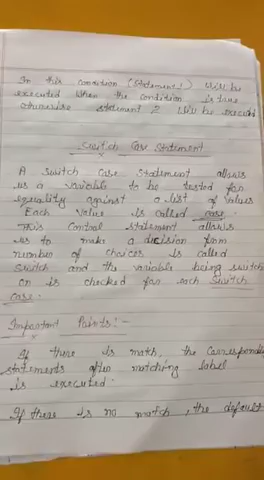 In this condition (Statement 1) will be
executed when the condition is true
otherwise statement 2 will be executed
Switch Case Statement
A switch case statement allows
us a variable to be tested for
equality against a list of values
Each value is called case.
This control statement allows
us to make a decision from
number of choices is called
switch and the variable being switch
on is checked for each switch
case.
Important Points:-
If there is match, the correspondly
statements after matching label
is executed.
If there is no match, the default